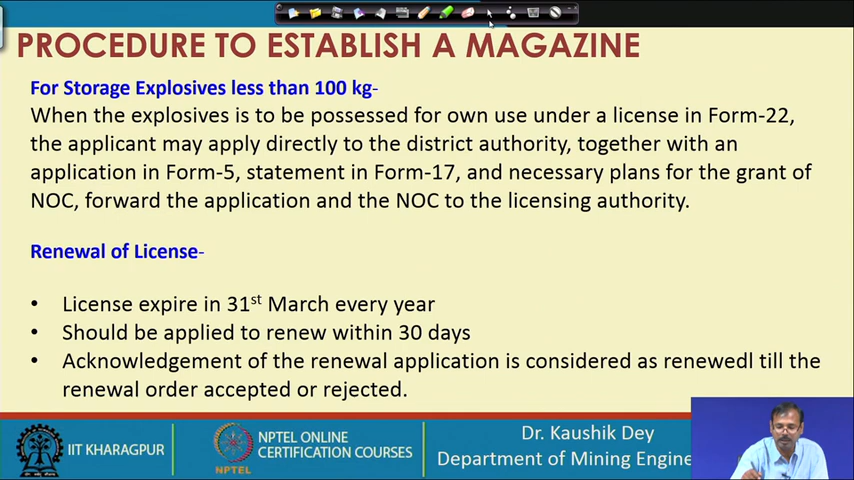 PROCEDURE TO ESTABLISH A MAGAZINE
For Storage Explosives less than 100 kg-
When the explosives is to be possessed for own use under a license in Form-22,
the applicant may apply directly to the district authority, together with an
application in Form-5, statement in Form-17, and necessary plans for the grant of
NOC, forward the application and the NOC to the licensing authority.
Renewal of License-
• License expire in 31st March every year
• Should be applied to renew within 30 days
• Acknowledgement of the renewal application is considered as renewedl till the
renewal order accepted or rejected.
IIT KHARAGPUR
NPTEL
NPTEL ONLINE
CERTIFICATION COURSES
Dr. Kaushik Dey
Department of Mining Engine